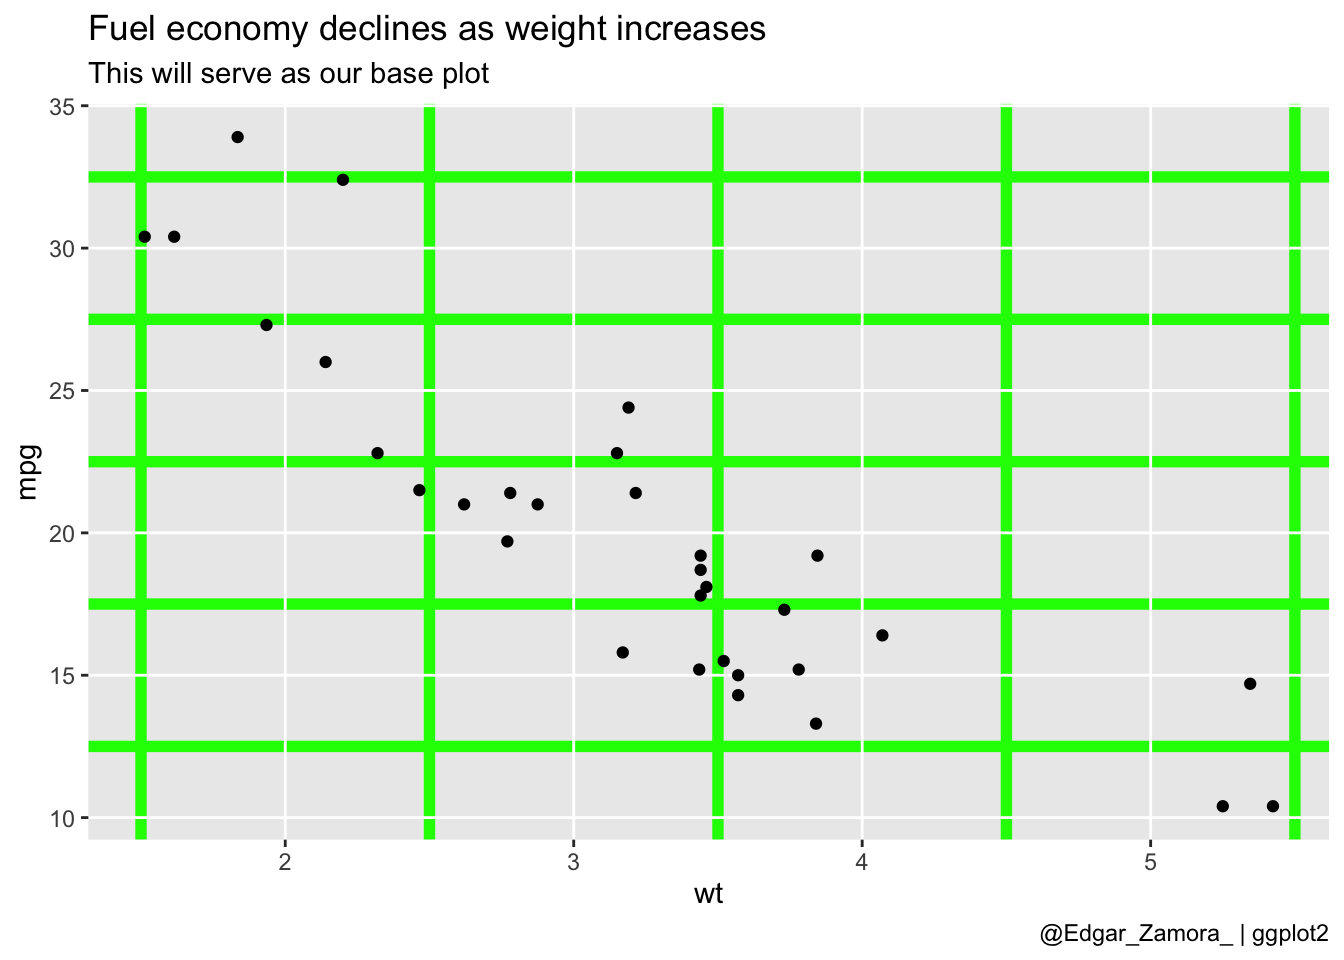 Fuel economy declines as weight increases
This will serve as our base plot
35
30
25
20
15
10
mpg
2 3 4 5
wt
@Edgar_Zamora_ | ggplot2